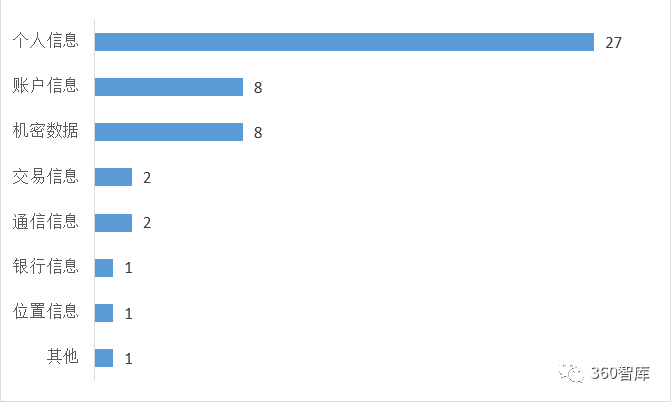 个人信息 27
账户信息 8
机密数据 8
交易信息 2
通信信息 2
银行信息 1
位置信息 1
其他 1
360智库